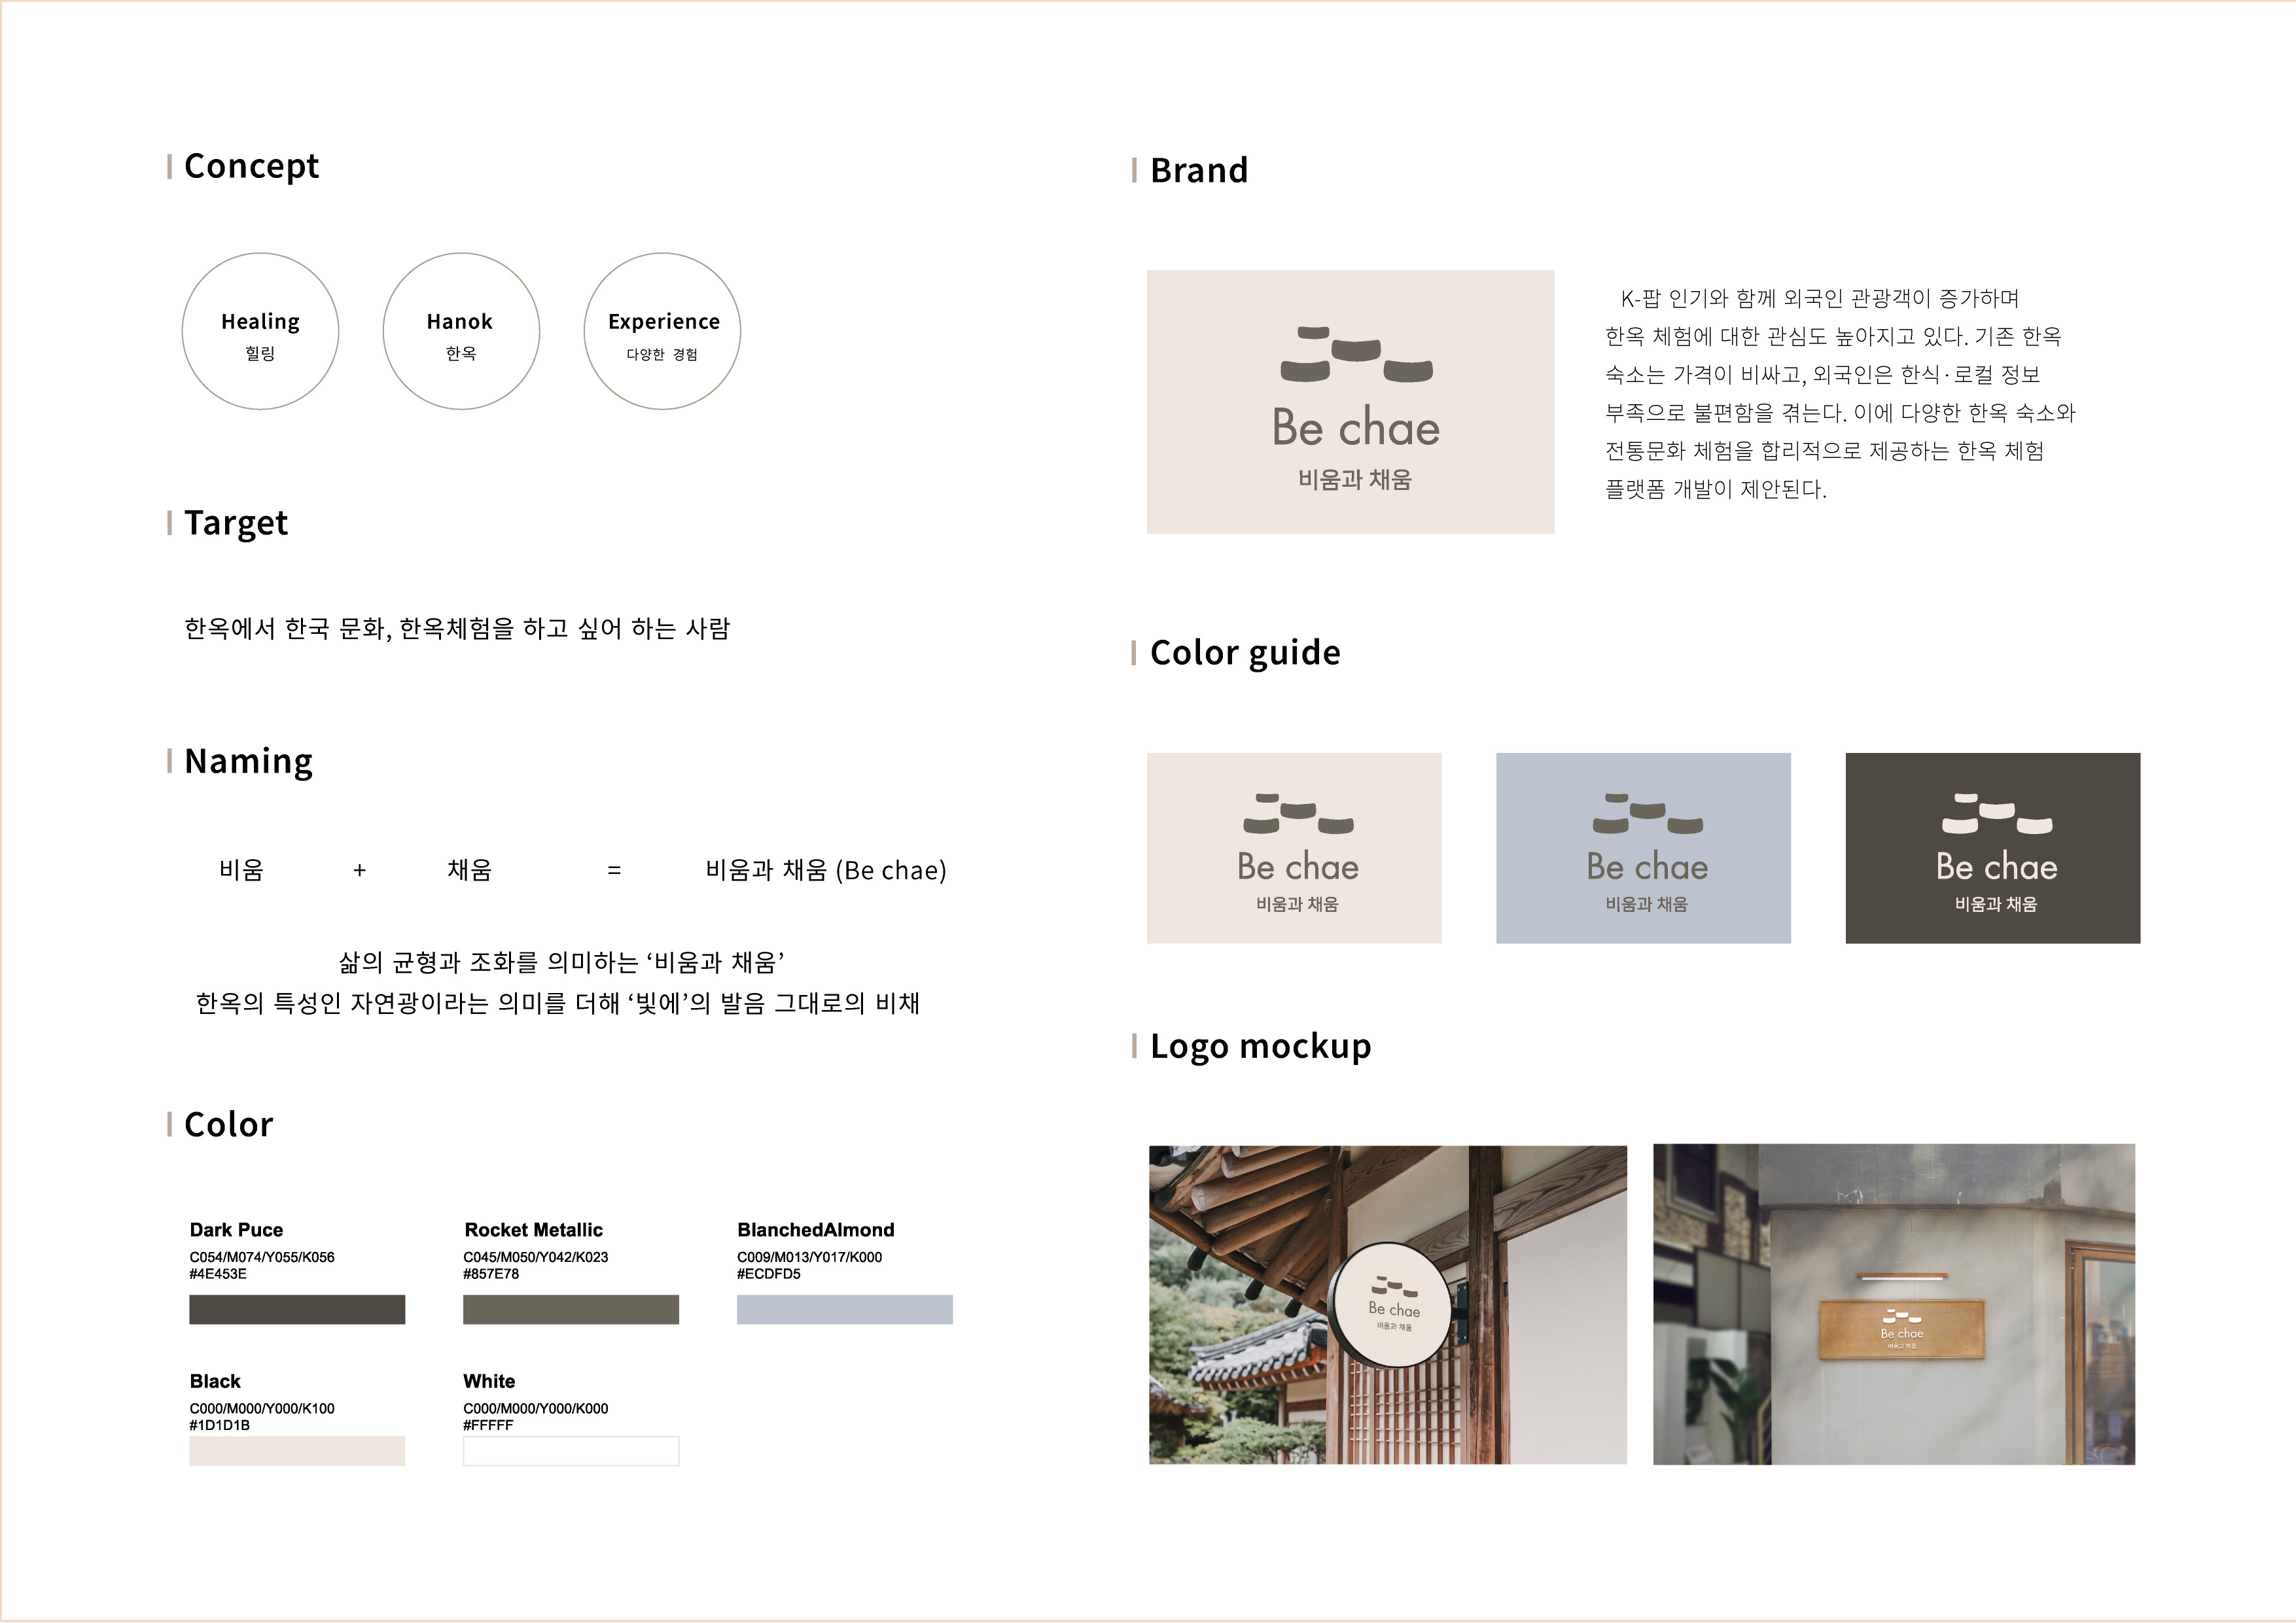 Concept
Healing
힐링
Hanok
한옥
Experience
다양한 경험
Target
한옥에서 한국 문화, 한옥체험을 하고 싶어 하는 사람
Naming
비움 + 채움 = 비움과 채움 (Be chae)
삶의 균형과 조화를 의미하는 ‘비움과 채움’
한옥의 특성인 자연광이라는 의미를 더해 ‘빛에’의 발음 그대로의 비채
Color
Dark Puce
C054/M074/Y055/K056
#4E453E
Rocket Metallic
C045/M050/Y042/K023
#857E78
BlanchedAlmond
C009/M013/Y017/K000
#ECDFD5
Black
C000/M000/Y000/K100
#1D1D1B
White
C000/M000/Y000/K000
#FFFFF
Brand
Be chae
비움과 채움
K-팝 인기와 함께 외국인 관광객이 증가하며
한옥 체험에 대한 관심도 높아지고 있다. 기존 한옥
숙소는 가격이 비싸고, 외국인은 한식·로컬 정보
부족으로 불편함을 겪는다. 이에 다양한 한옥 숙소와
전통문화 체험을 합리적으로 제공하는 한옥 체험
플랫폼 개발이 제안된다.
Color guide
Be chae
비움과 채움
Be chae
비움과 채움
Be chae
비움과 채움
Logo mockup
Be chae
비움과 채움
Be chae
비움과 채움